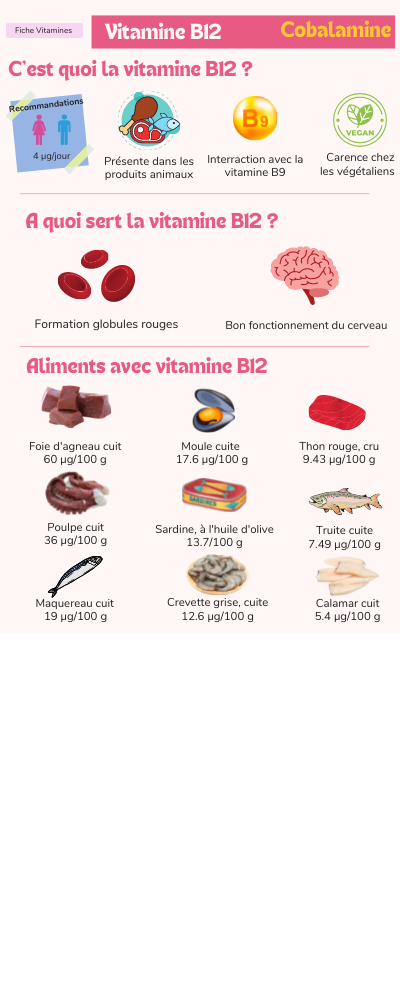 Fiche Vitamines
Vitamine B12
Cobalamine
C'est quoi la vitamine B12 ?
Recommandations
4 µg/jour
Présente dans les
produits animaux
B9
Interraction avec la
vitamine B9
VEGAN
Carence chez
les végétaliens
A quoi sert la vitamine B12 ?
Formation globules rouges
Bon fonctionnement du cerveau
Aliments avec vitamine B12
Foie d'agneau cuit
60 µg/100 g
Moule cuite
17.6 µg/100 g
Thon rouge, cru
9.43 µg/100 g
Poulpe cuit
36 µg/100 g
SARDINES
Sardine, à l'huile d'olive
13.7/100 g
Truite cuite
7.49 µg/100 g
Maquereau cuit
19 µg/100 g
Crevette grise, cuite
12.6 µg/100 g
Calamar cuit
5.4 µg/100 g